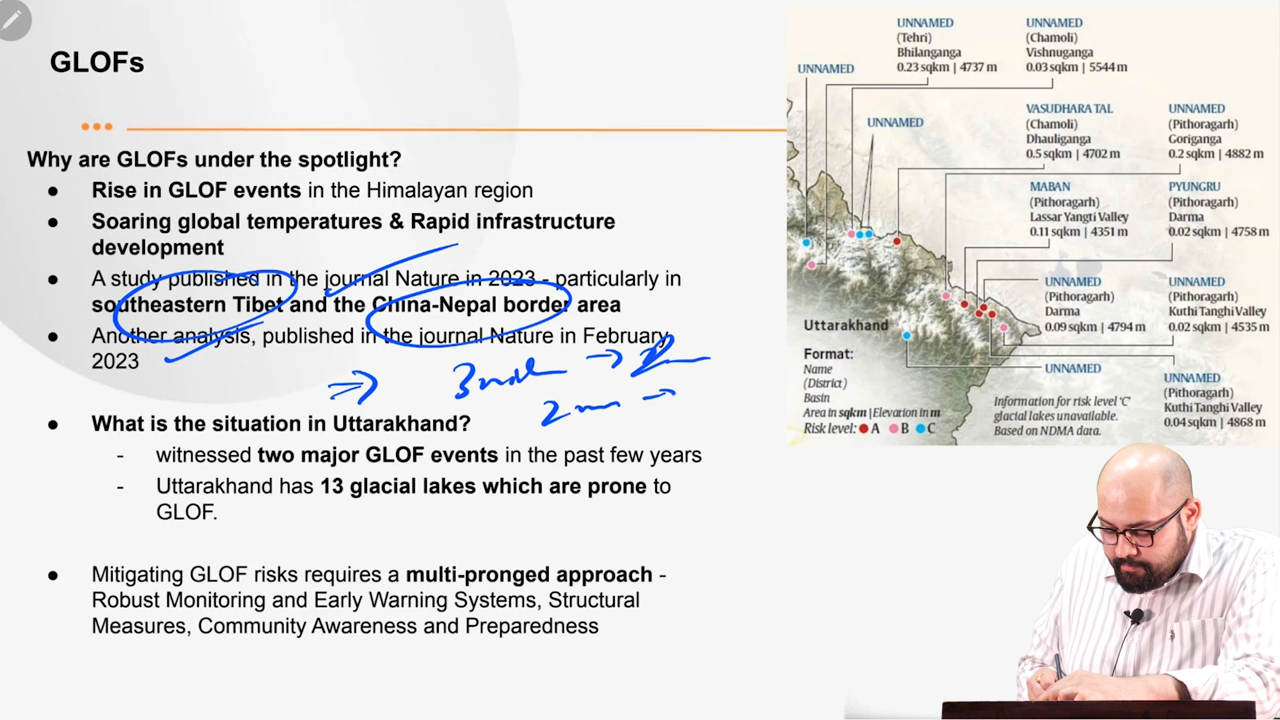 GLOFs
Why are GLOFs under the spotlight?
● Rise in GLOF events in the Himalayan region
● Soaring global temperatures & Rapid infrastructure
development
● A study published in the journal Nature in 2023 - particularly in
southeastern Tibet and the China-Nepal border area
● Another analysis, published in the journal Nature in February
2023
● What is the situation in Uttarakhand?
- witnessed two major GLOF events in the past few years
- Uttarakhand has 13 glacial lakes which are prone to
GLOF.
● Mitigating GLOF risks requires a multi-pronged approach -
Robust Monitoring and Early Warning Systems, Structural
Measures, Community Awareness and Preparedness
UNNAMED
(Tehri)
Bhilanganga
0.23 sqkm | 4737 m
UNNAMED
(Chamoli)
Vishnuganga
0.03 sqkm | 5544 m
UNNAMED
UNNAMED
VASUDHARA TAL
(Chamoli)
Dhauliganga
0.5 sqkm | 4702 m
UNNAMED
(Pithoragarh)
Goriganga
0.2 sqkm | 4882 m
MABAN
(Pithoragarh)
Lassar Yangti Valley
0.11 sqkm | 4351 m
PYUNGRU
(Pithoragarh)
Darma
0.02 sqkm | 4758 m
UNNAMED
(Pithoragarh)
Darma
0.09 sqkm | 4794 m
UNNAMED
(Pithoragarh)
Kuthi Tanghi Valley
0.02 sqkm | 4535 m
UNNAMED
UNNAMED
(Pithoragarh)
Kuthi Tanghi Valley
0.04 sqkm | 4868 m
Uttarakhand
Format:
Name
(District)
Basin
Area in sqkm | Elevation in m
Risk level: A B C
Information for risk level 'C'
glacial lakes unavailable.
Based on NDMA data.